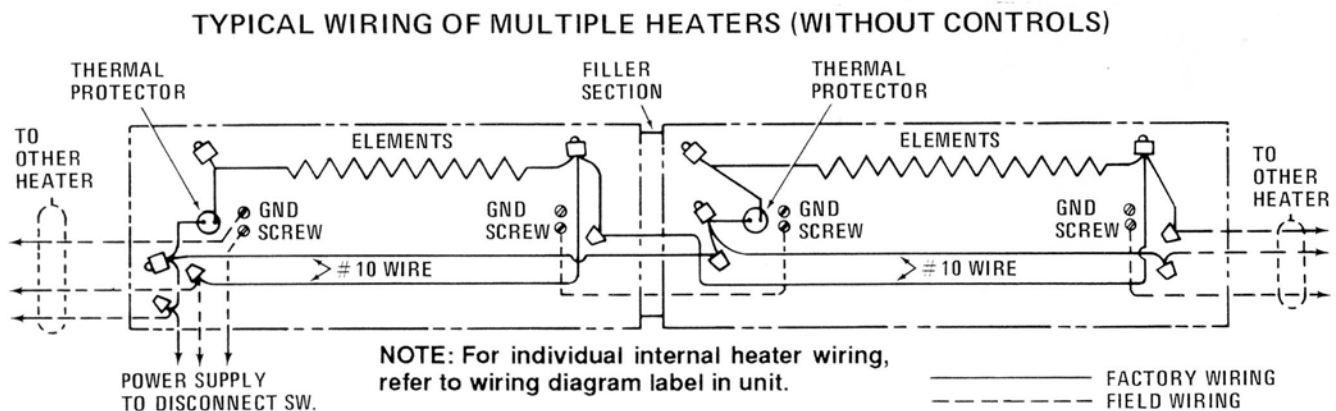 TYPICAL WIRING OF MULTIPLE HEATERS (WITHOUT CONTROLS)
THERMAL
PROTECTOR
FILLER
SECTION
THERMAL
PROTECTOR
TO
OTHER
HEATER
ELEMENTS
ELEMENTS
TO
OTHER
HEATER
GND
SCREW
GND
SCREW
GND
SCREW
GND
SCREW
#10 WIRE
#10 WIRE
POWER SUPPLY
TO DISCONNECT SW.
NOTE: For individual internal heater wiring,
refer to wiring diagram label in unit.
FACTORY WIRING
FIELD WIRING